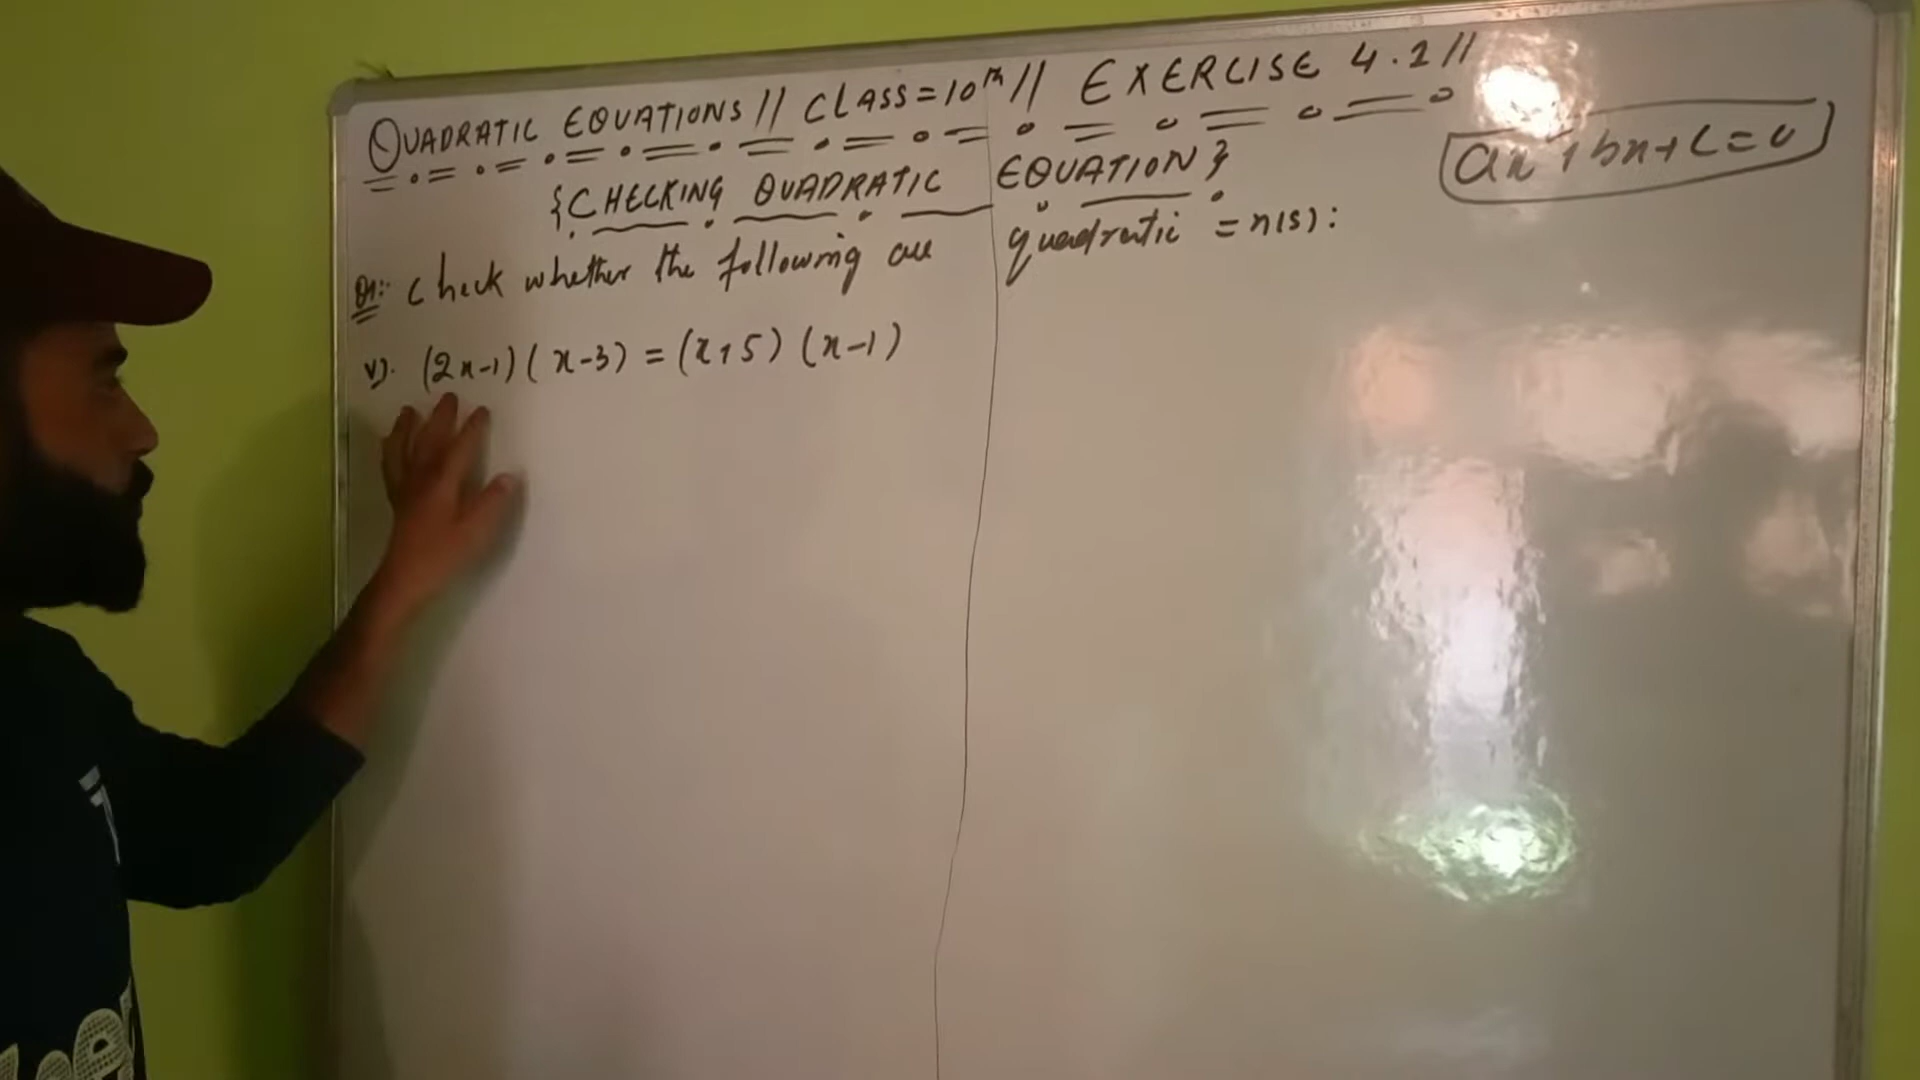 QUADRATIC EQUATIONS // CLASS=10th // EXERCISE 4.1//
{CHECKING QUADRATIC EQUATION}
ax²+bx+c=0
Q1:- Check whether the following are quadratic =n(s):
v). (2x-1)(x-3) = (x+5)(x-1)